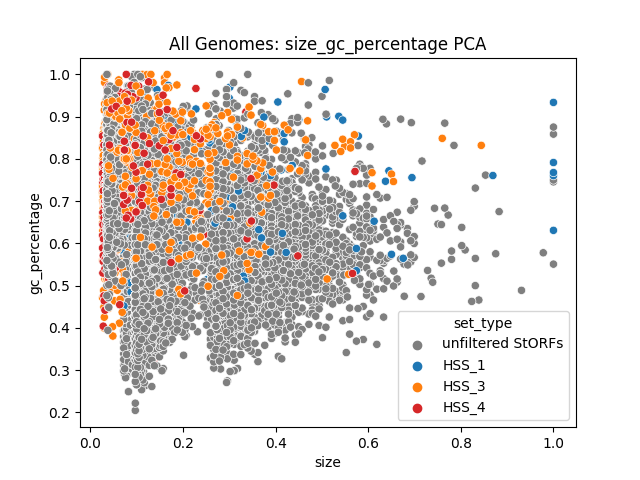 All Genomes: size_gc_percentage PCA
1.0
0.9
0.8
0.7
0.6
0.5
0.4
0.3
0.2
gc_percentage
set_type
unfiltered StORFs
HSS_1
HSS_3
HSS_4
0.0 0.2 0.4 0.6 0.8 1.0
size